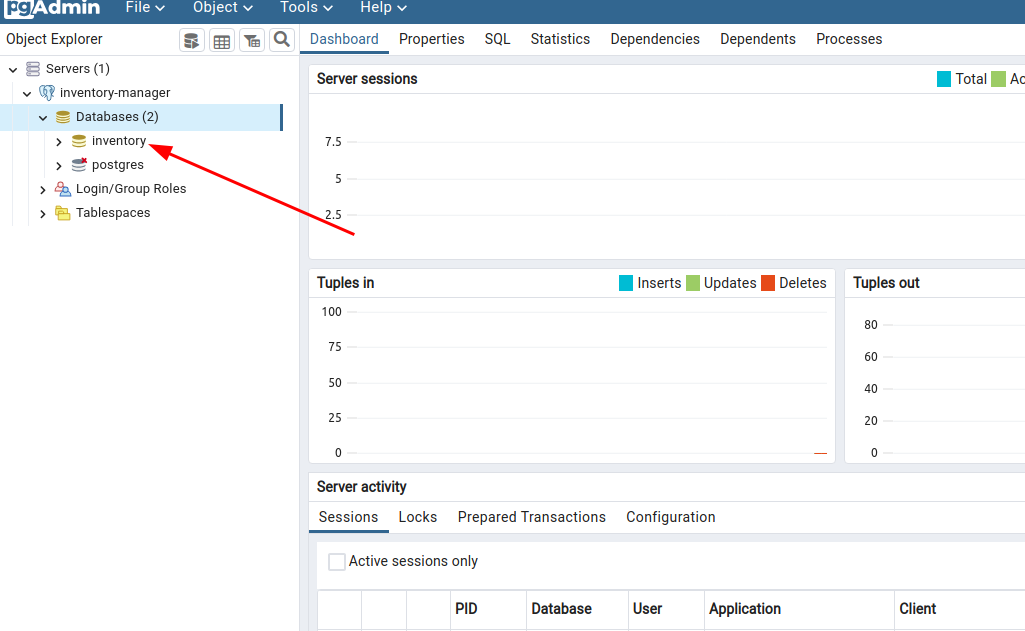 pgAdmin File Object Tools Help
Object Explorer
Dashboard Properties SQL Statistics Dependencies Dependents Processes
Servers (1)
inventory-manager
Databases (2)
inventory
postgres
Login/Group Roles
Tablespaces
Server sessions
Total
7.5
5
2.5
Tuples in
Inserts Updates Deletes
100
75
50
25
0
Tuples out
80
60
40
20
0
Server activity
Sessions Locks Prepared Transactions Configuration
Active sessions only
PID Database User Application Client